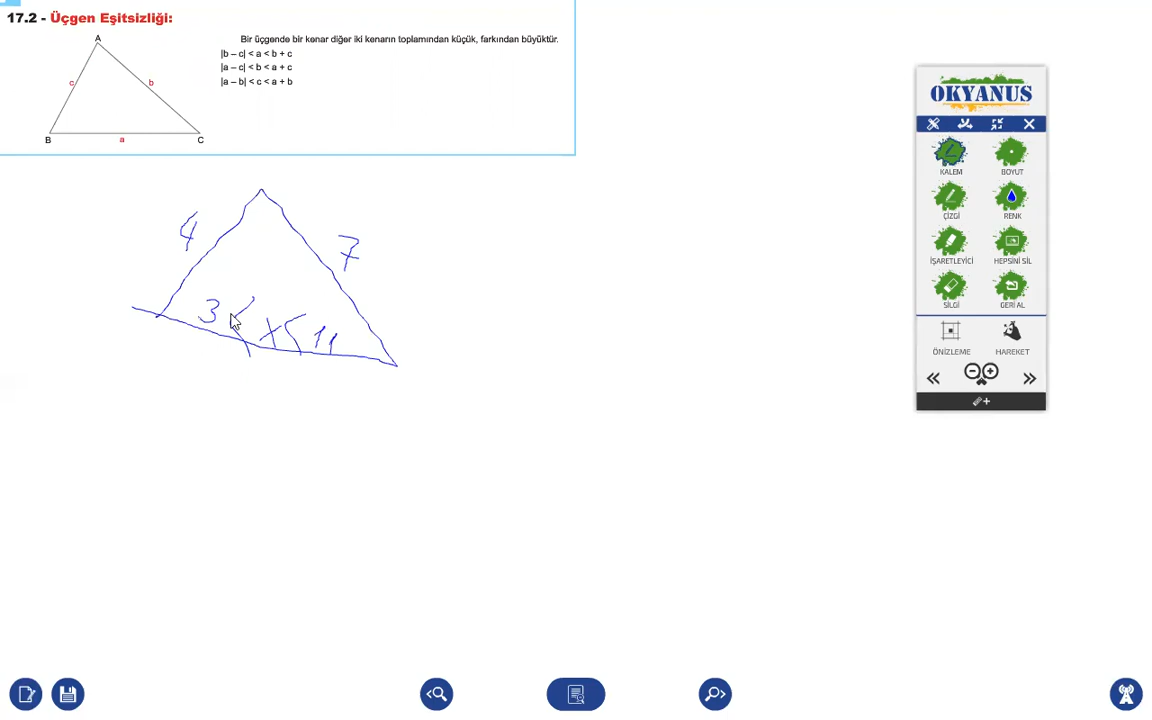 17.2 - Üçgen Eşitsizliği:
Bir üçgende bir kenar diğer iki kenarın toplamından küçük, farkından büyüktür.
|b – c| < a < b + c
|a – c| < b < a + c
|a – b| < c < a + b
A
c
b
B
a
C
4
7
3 < x < 11
OKYANUS
KALEM
BOYUT
ÇİZGİ
RENK
İŞARETLEYİCİ
HEPSİNİ SİL
SİLGİ
GERİ AL
ÖNİZLEME
HAREKET